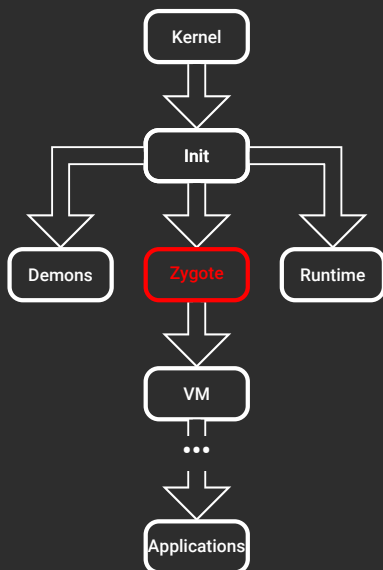 Kernel
Init
Demons
Zygote
Runtime
VM
...
Applications